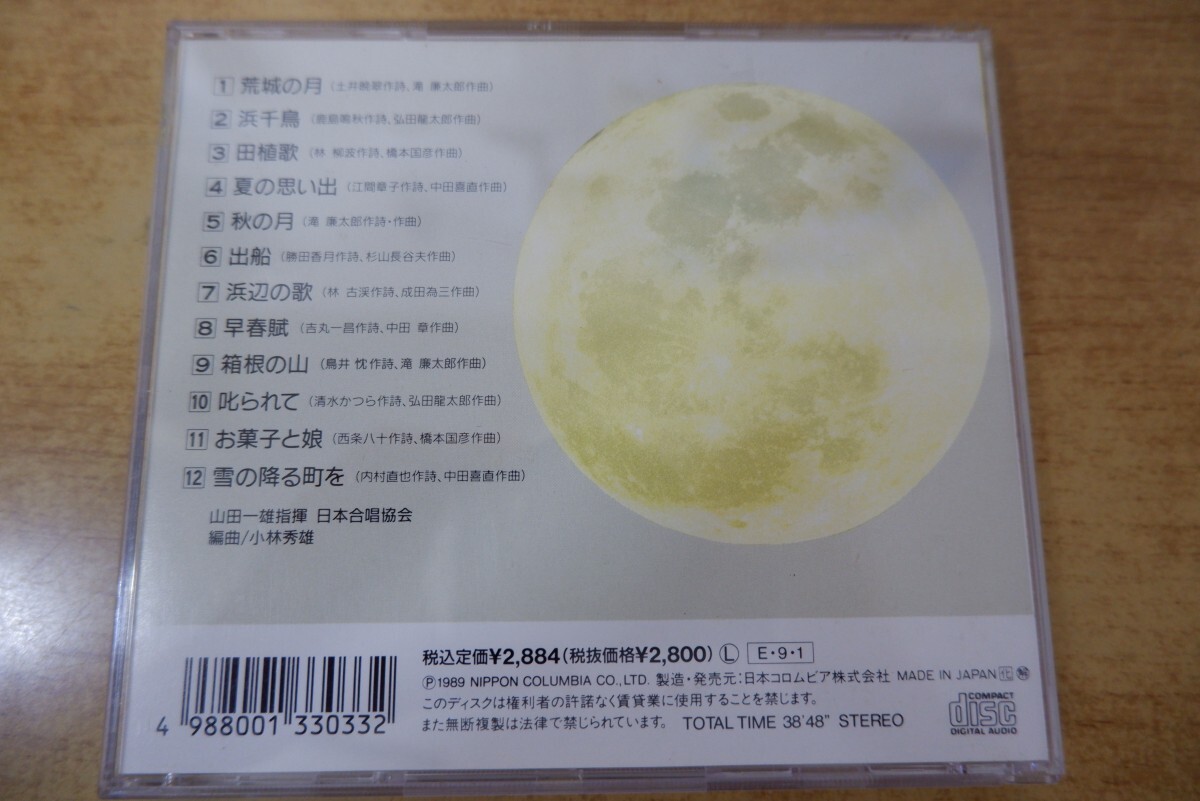 1 荒城の月 (土井晩翠作詩、滝 廉太郎作曲)
2 浜千鳥 (鹿島鳴秋作詩、弘田龍太郎作曲)
3 田植歌 (林 柳波作詩、橋本国彦作曲)
4 夏の思い出 (江間章子作詩、中田喜直作曲)
5 秋の月 (滝 廉太郎作詩・作曲)
6 出船 (勝田香月作詩、杉山長谷夫作曲)
7 浜辺の歌 (林 古渓作詩、成田為三作曲)
8 早春賦 (吉丸一昌作詩、中田 章作曲)
9 箱根の山 (鳥井 忱作詩、滝 廉太郎作曲)
10 叱られて (清水かつら作詩、弘田龍太郎作曲)
11 お菓子と娘 (西条八十作詩、橋本国彦作曲)
12 雪の降る町を (内村直也作詩、中田喜直作曲)
山田一雄指揮 日本合唱協会
編曲/小林秀雄
税込定価¥2,884(税抜価格¥2,800) Ⓛ E・9・1
Ⓟ1989 NIPPON COLUMBIA CO., LTD. 製造・発売元:日本コロムビア株式会社 MADE IN JAPAN
このディスクは権利者の許諾なく賃貸業に使用することを禁じます。
また無断複製は法律で禁じられています。 TOTAL TIME 38'48" STEREO
4 988001 330332
COMPACT
disc
DIGITAL AUDIO